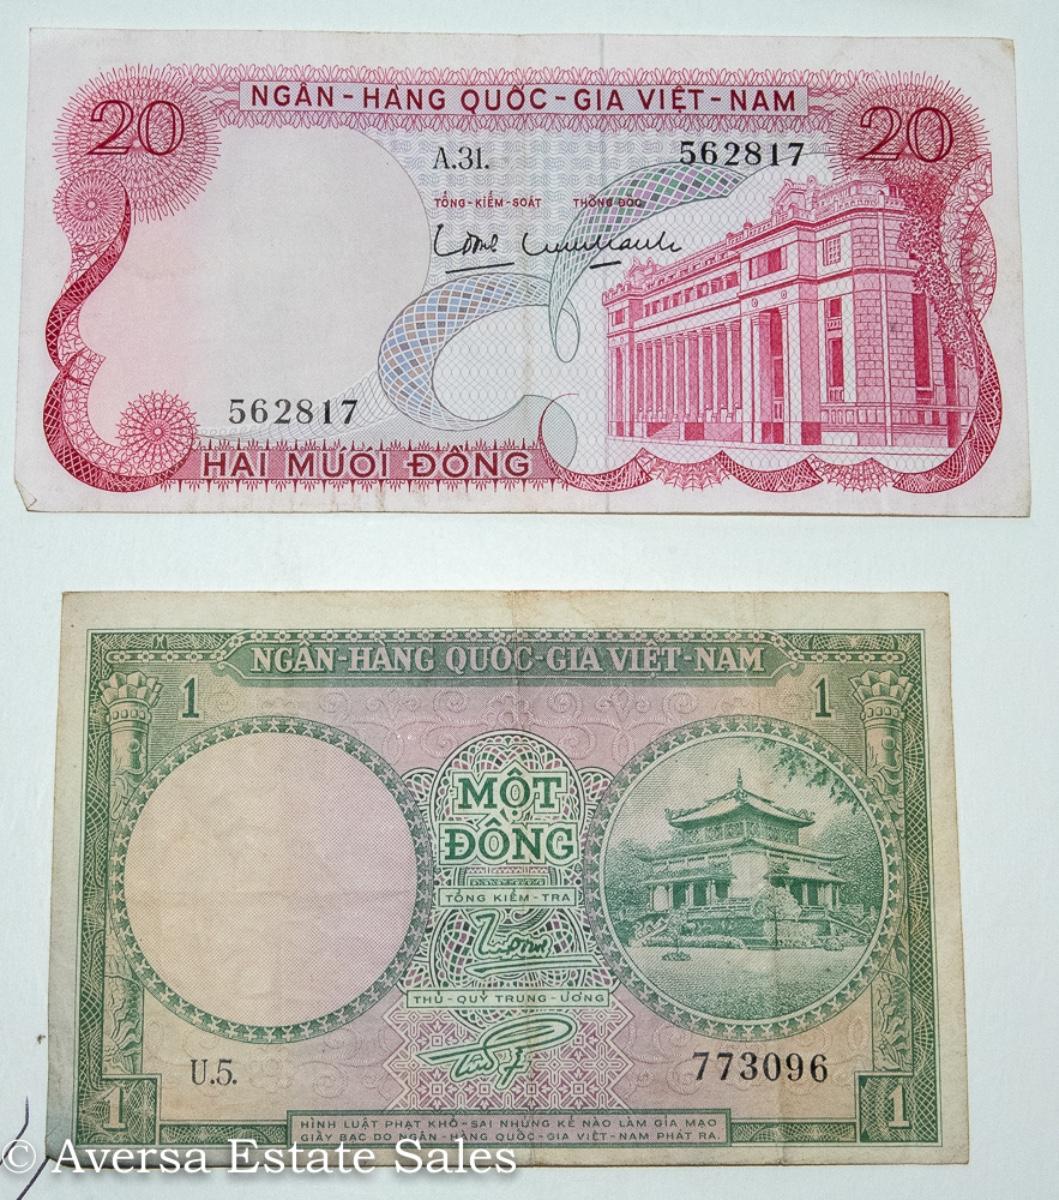 NGÂN - HÀNG QUỐC - GIA VIỆT - NAM
20 20
A.31. 562817
TỔNG - KIỂM - SOÁT THỐNG ĐỐC
562817
HAI MƯƠI ĐỒNG
NGÂN-HÀNG QUỐC-GIA VIỆT-NAM
1 1
MỘT
ĐỒNG
TỔNG KIỂM - TRA
THỦ - QUỸ TRUNG - ƯƠNG
U.5. 773096
1 1
HÌNH LUẬT PHẠT KHỔ - SAI NHỮNG KẺ NÀO LÀM GIẢ MẠO
GIẤY BẠC DO NGÂN - HÀNG QUỐC - GIA VIỆT - NAM PHÁT RA.
© Aversa Estate Sales